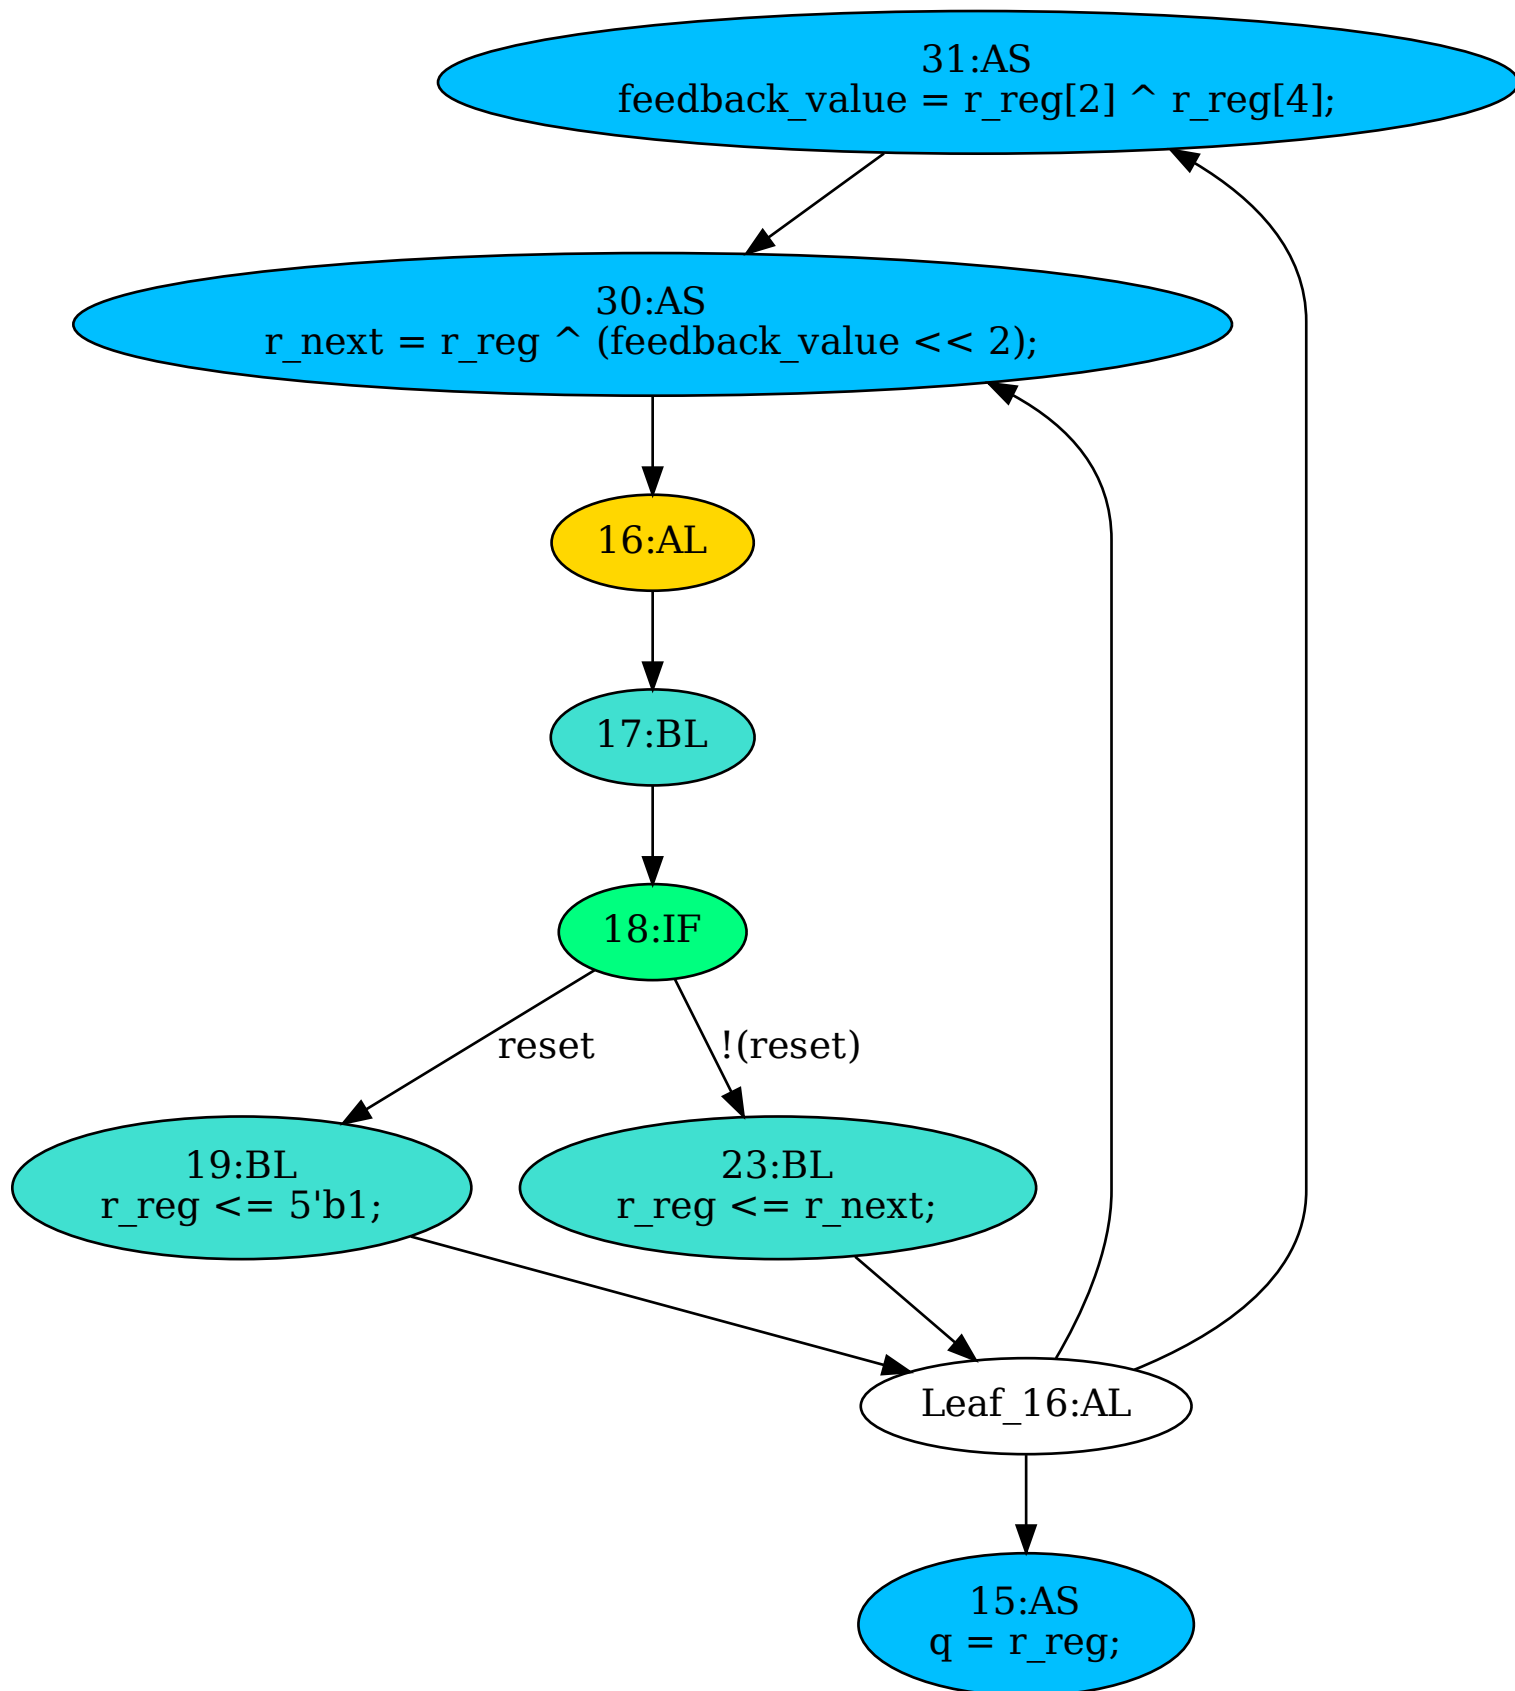 31:AS
feedback_value = r_reg[2] ^ r_reg[4];
30:AS
r_next = r_reg ^ (feedback_value << 2);
16:AL
17:BL
18:IF
reset
!(reset)
19:BL
r_reg <= 5'b1;
23:BL
r_reg <= r_next;
Leaf_16:AL
15:AS
q = r_reg;